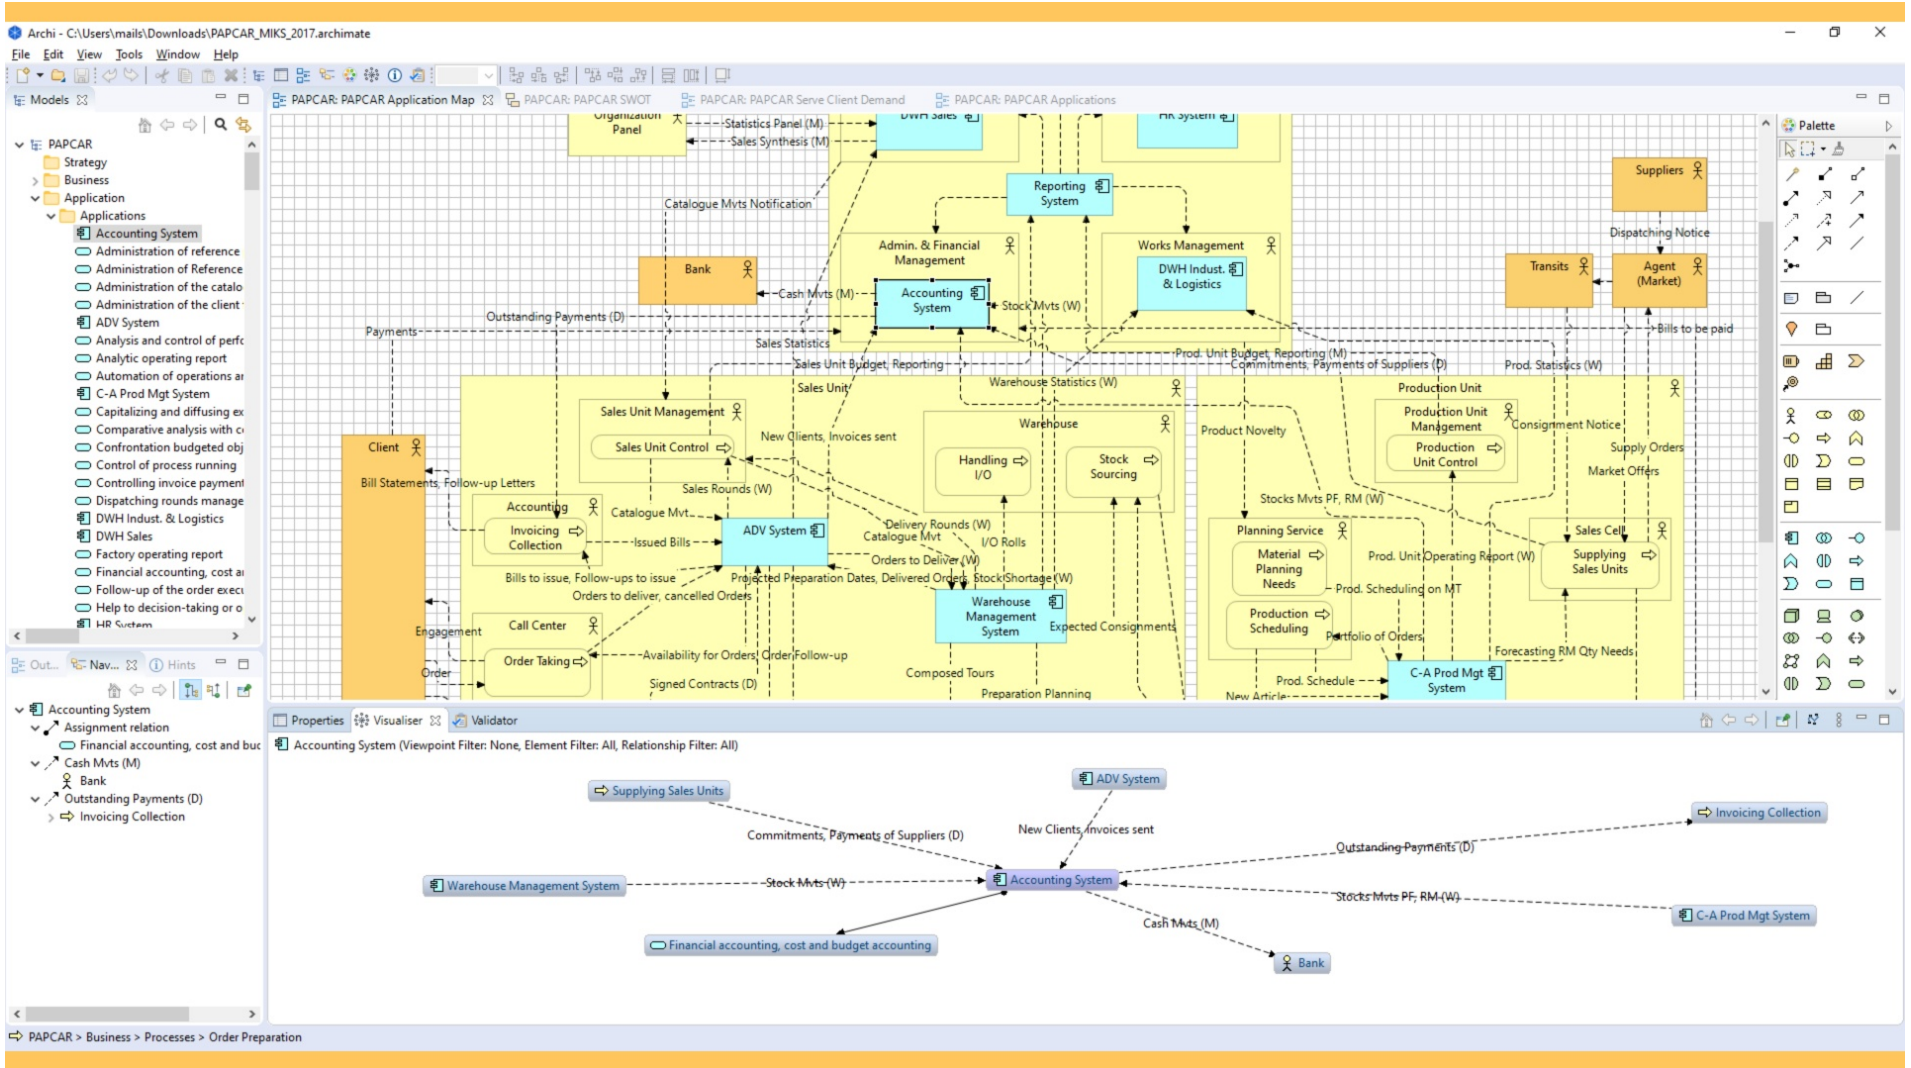 Archi - C:\Users\mails\Downloads\PAPCAR_MIKS_2017.archimate
File Edit View Tools Window Help
Models
PAPCAR: PAPCAR Application Map
PAPCAR: PAPCAR SWOT
PAPCAR: PAPCAR Serve Client Demand
PAPCAR: PAPCAR Applications
PAPCAR
Strategy
Business
Application
Applications
Accounting System
Administration of reference
Administration of Reference
Administration of the catalo
Administration of the client
ADV System
Analysis and control of perfo
Analytic operating report
Automation of operations an
C-A Prod Mgt System
Capitalizing and diffusing ex
Comparative analysis with co
Confrontation budgeted obj
Control of process running
Controlling invoice payment
Dispatching rounds manage
DWH Indust. & Logistics
DWH Sales
Factory operating report
Financial accounting, cost an
Follow-up of the order execu
Help to decision-taking or o
HR System
Out... Nav... Hints
Accounting System
Assignment relation
Financial accounting, cost and buc
Cash Mvts (M)
Bank
Outstanding Payments (D)
Invoicing Collection
Organization
Panel
Statistics Panel (M)
Sales Synthesis (M)
DWH Sales
HR System
Reporting
System
Catalogue Mvts Notification
Suppliers
Dispatching Notice
Admin. & Financial
Management
Works Management
Bank
Cash Mvts (M)
Accounting
System
Stock Mvts (W)
DWH Indust.
& Logistics
Transits
Agent
(Market)
Outstanding Payments (D)
Payments
Bills to be paid
Sales Statistics
Prod. Unit Budget, Reporting (M)
Sales Unit Budget, Reporting
Commitments, Payments of Suppliers (D)
Prod. Statistics (W)
Sales Unit
Warehouse Statistics (W)
Production Unit
Sales Unit Management
Warehouse
Production Unit
Management
Consignment Notice
Client
Sales Unit Control
New Clients, Invoices sent
Product Novelty
Production
Unit Control
Supply Orders
Handling
I/O
Stock
Sourcing
Market Offers
Bill Statements, Follow-up Letters
Sales Rounds (W)
Stocks Mvts PF, RM (W)
Accounting
Catalogue Mvt
Invoicing
Collection
Issued Bills
ADV System
Delivery Rounds (W)
Catalogue Mvt
I/O Rolls
Planning Service
Sales Cell
Orders to Deliver (W)
Material
Planning
Needs
Prod. Unit Operating Report (W)
Supplying
Sales Units
Bills to issue, Follow-ups to issue
Projected Preparation Dates, Delivered Orders, Stock Shortage (W)
Orders to deliver, cancelled Orders
Prod. Scheduling on MT
Warehouse
Management
System
Expected Consignments
Production
Scheduling
Portfolio of Orders
Call Center
Engagement
Order Taking
Availability for Orders, Order Follow-up
Forecasting RM Qty Needs
Order
Signed Contracts (D)
Composed Tours
Prod. Schedule
C-A Prod Mgt
System
Preparation Planning
New Article
Palette
Properties Visualiser Validator
Accounting System (Viewpoint Filter: None, Element Filter: All, Relationship Filter: All)
Supplying Sales Units
ADV System
Invoicing Collection
Commitments, Payments of Suppliers (D)
New Clients, Invoices sent
Outstanding Payments (D)
Warehouse Management System
Stock Mvts (W)
Accounting System
Stocks Mvts PF, RM (W)
C-A Prod Mgt System
Cash Mvts (M)
Financial accounting, cost and budget accounting
Bank
PAPCAR > Business > Processes > Order Preparation